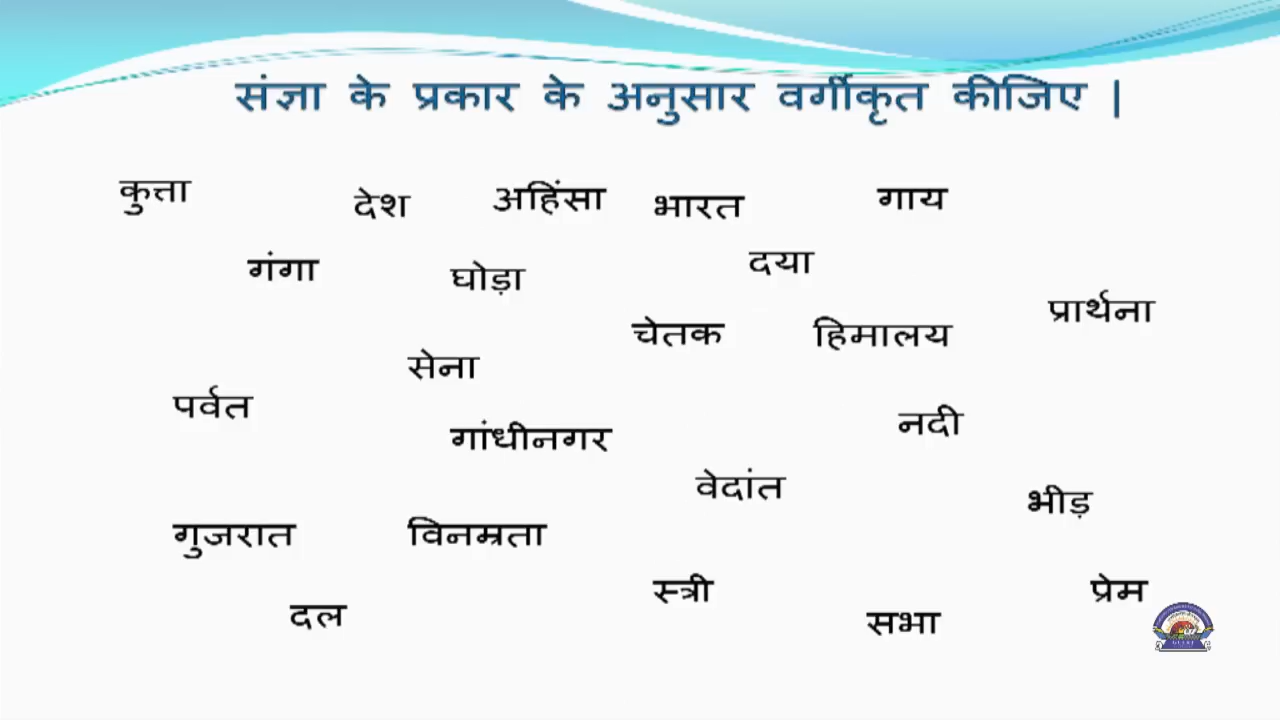 संज्ञा के प्रकार के अनुसार वर्गीकृत कीजिए |
कुत्ता देश अहिंसा भारत गाय
गंगा घोड़ा दया
प्रार्थना
चेतक हिमालय
सेना
पर्वत
गांधीनगर नदी
वेदांत भीड़
गुजरात विनम्रता
स्त्री प्रेम
दल सभा